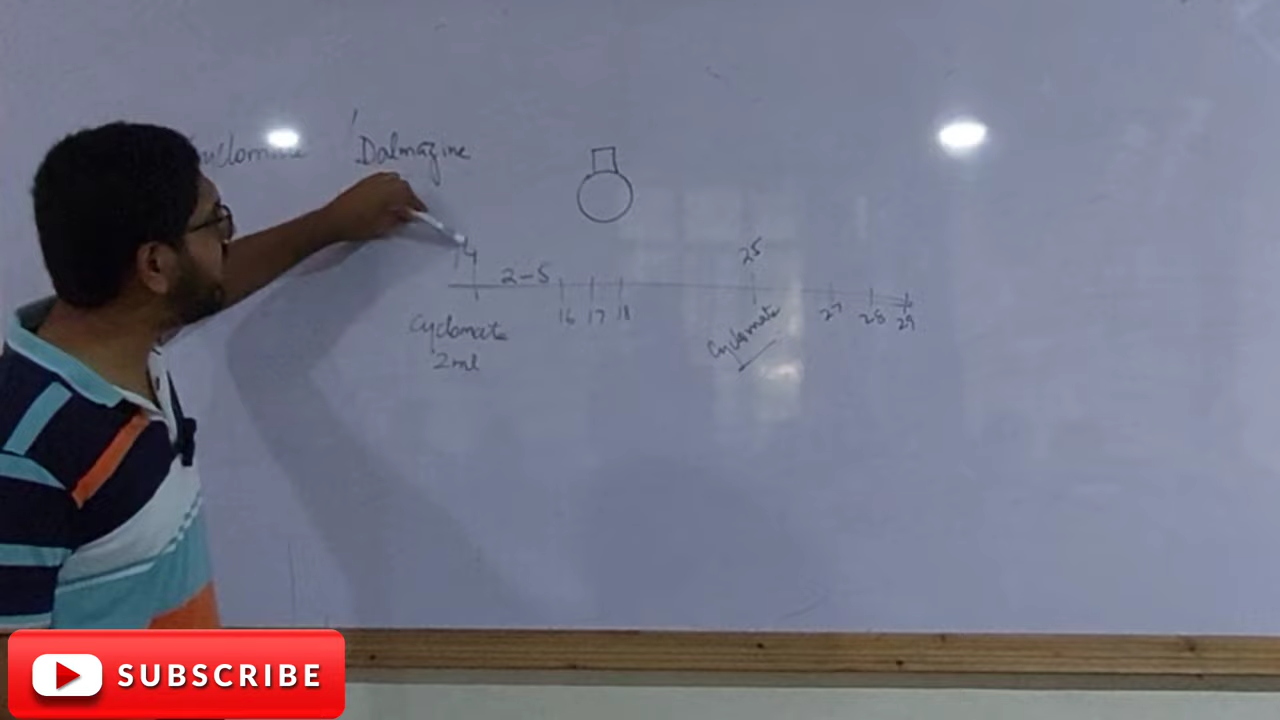 Dalmazine
14
25
2-5
16 17 18
27 28 29
Cyclomate
2ml
Cyclomate
SUBSCRIBE